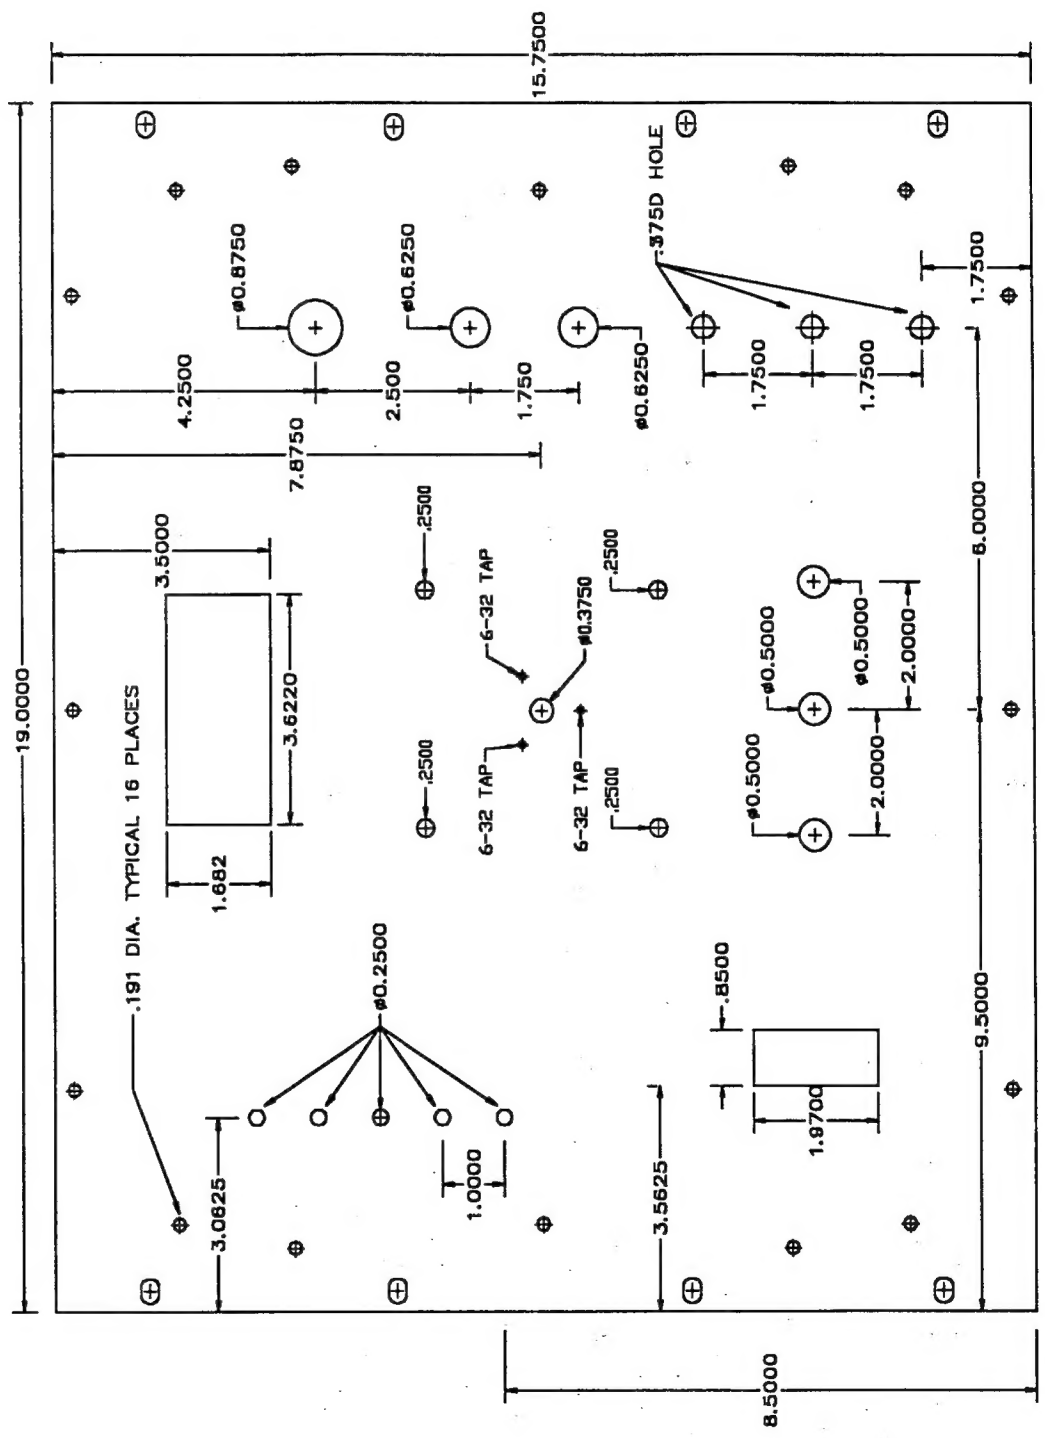 19.0000
15.7500
.191 DIA. TYPICAL 16 PLACES
3.0625
ø0.2500
1.0000
8.5000
1.682
3.6220
3.5000
7.8750
4.2500
2.500
1.750
ø0.8750
ø0.6250
ø0.6250
.375D HOLE
1.7500
1.7500
1.7500
.2500
.2500
.2500
.2500
6-32 TAP
6-32 TAP
6-32 TAP
ø0.3750
ø0.5000
ø0.5000
ø0.5000
2.0000
2.0000
6.0000
9.5000
.8500
1.9700
3.5625